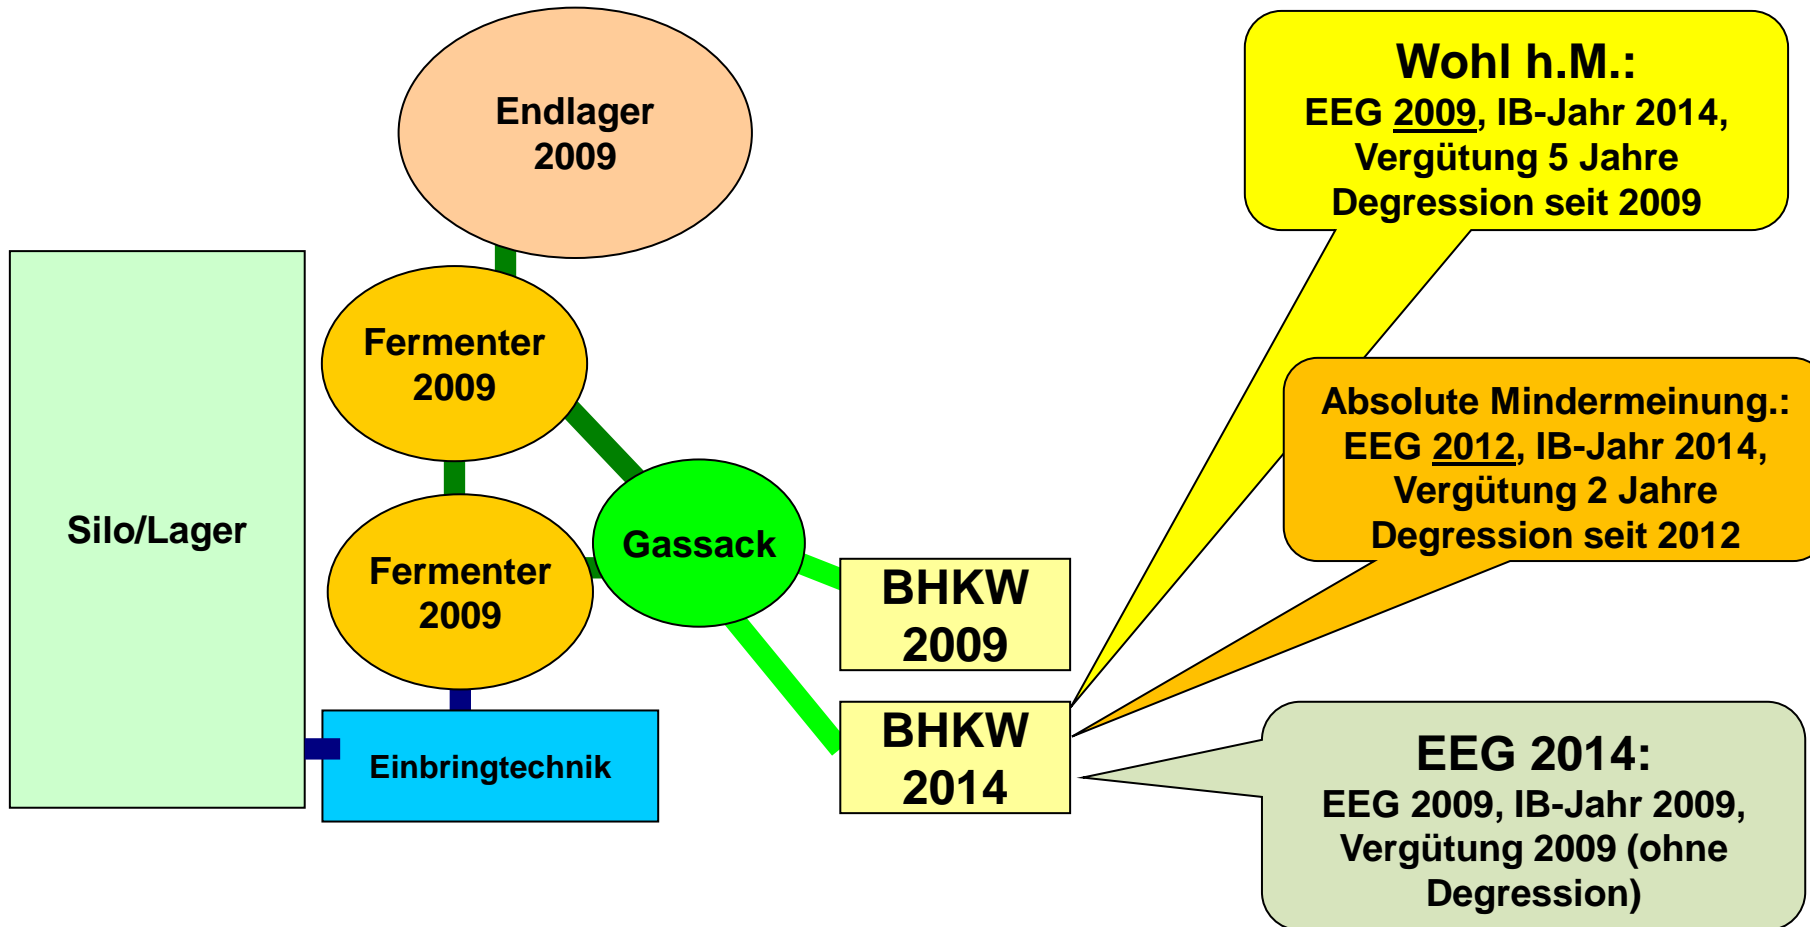 Endlager
2009
Wohl h.M.:
EEG 2009, IB-Jahr 2014,
Vergütung 5 Jahre
Degression seit 2009
Fermenter
2009
Absolute Mindermeinung.:
EEG 2012, IB-Jahr 2014,
Vergütung 2 Jahre
Degression seit 2012
Silo/Lager
Gassack
Fermenter
2009
BHKW
2009
BHKW
2014
Einbringtechnik
EEG 2014:
EEG 2009, IB-Jahr 2009,
Vergütung 2009 (ohne
Degression)